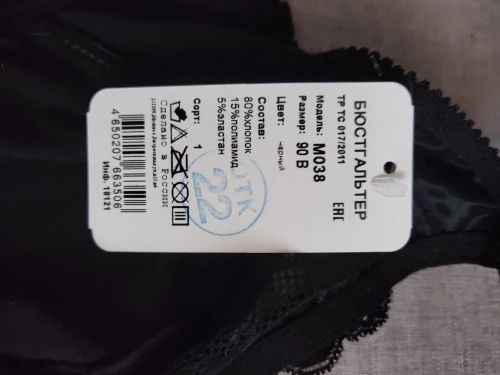 БЮСТГАЛЬТЕР
ТР ТС 017/2011
Модель: М038
Размер: 90 В
Цвет: черный
Состав:
80%хлопок
15%полиамид
5%эластан
ОТК
22
Сорт: 1
Сделано в России
4 650207 663506
Инф. 18121